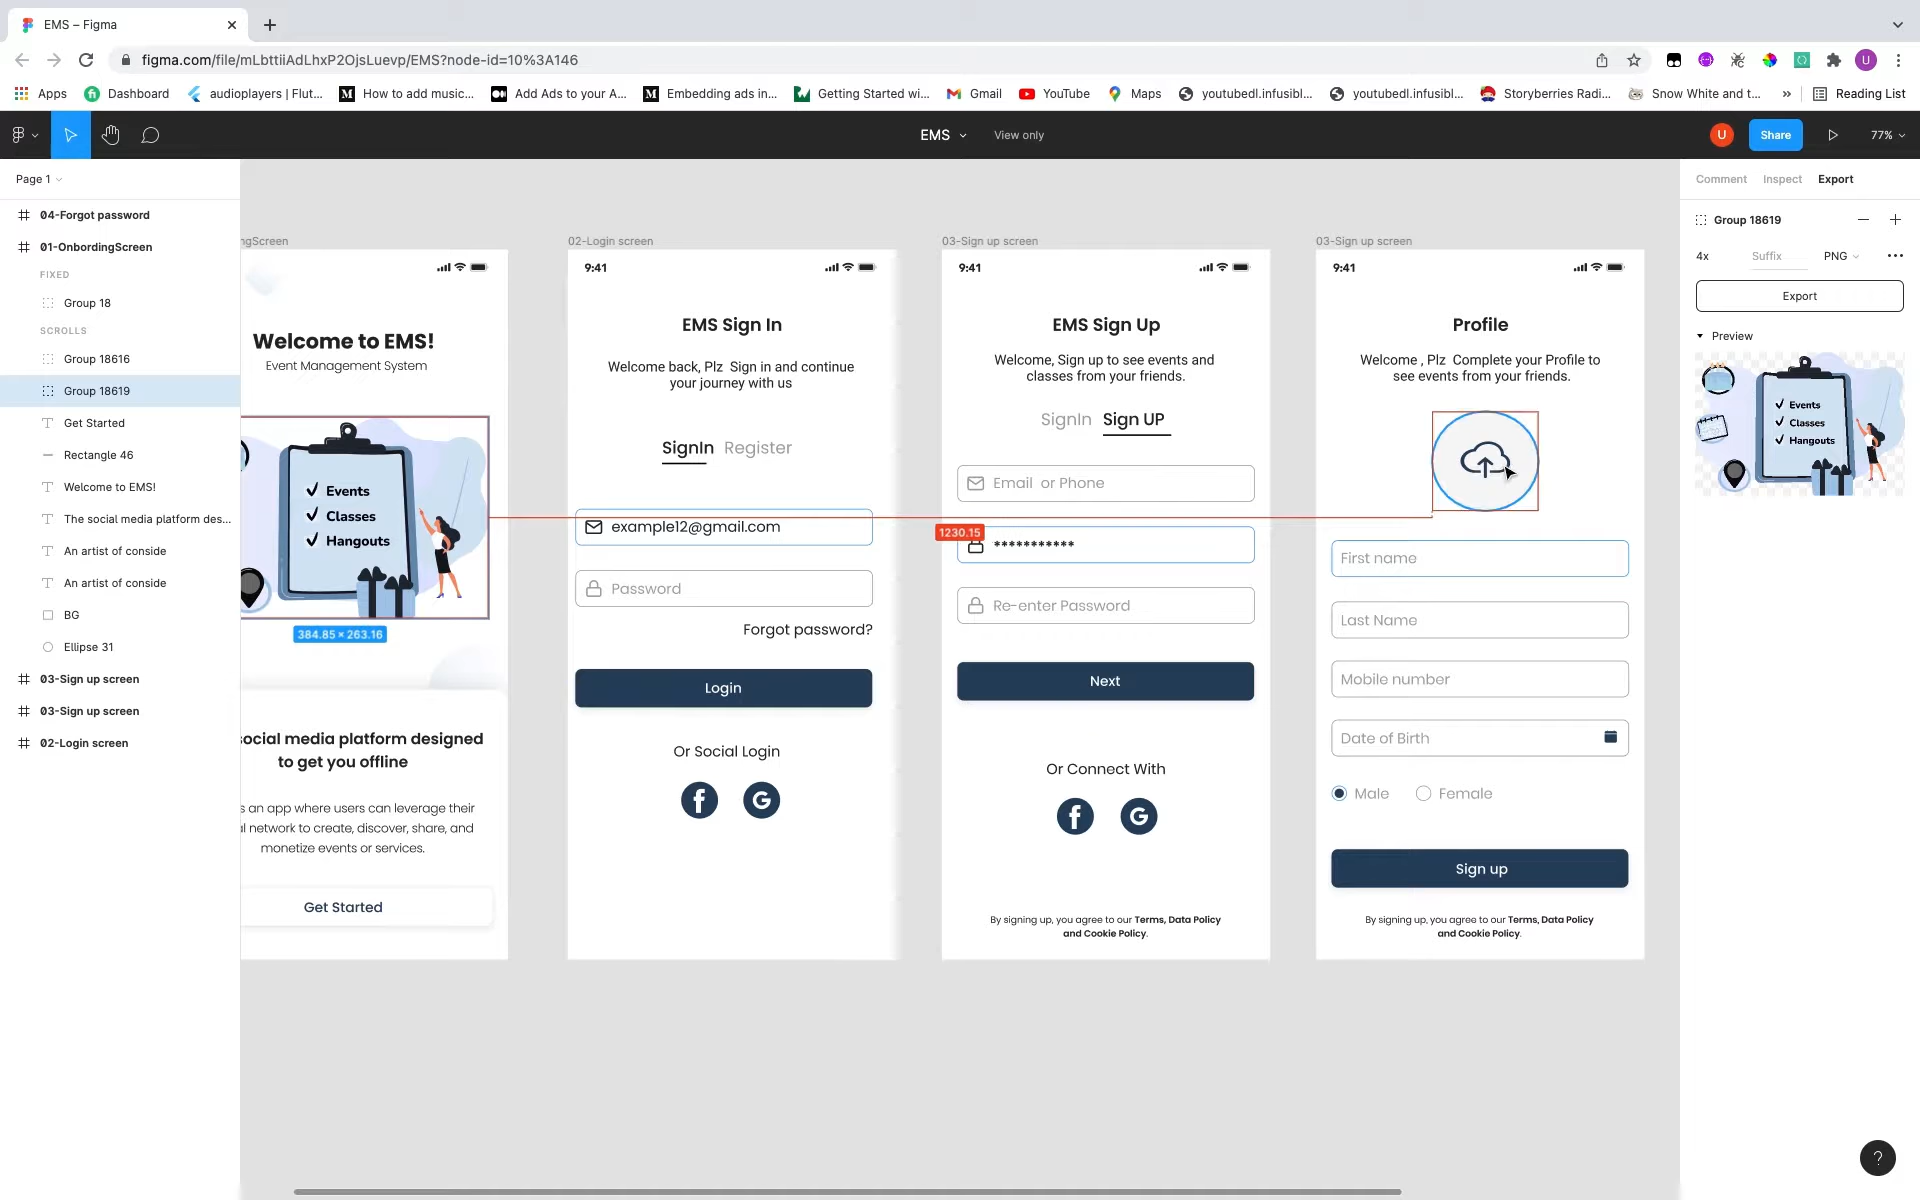 EMS – Figma
figma.com/file/mLbttiiAdLhxP2OjsLuevp/EMS?node-id=10%3A146
U
Apps
Dashboard
audioplayers | Flut...
How to add music...
Add Ads to your A...
Embedding ads in...
Getting Started wi...
Gmail
YouTube
Maps
youtubedl.infusibl...
youtubedl.infusibl...
Storyberries Radi...
Snow White and t...
»
Reading List
EMS
View only
U
Share
77%
Page 1
04-Forgot password
01-OnbordingScreen
FIXED
Group 18
SCROLLS
Group 18616
Group 18619
Get Started
Rectangle 46
Welcome to EMS!
The social media platform des...
An artist of conside
An artist of conside
BG
Ellipse 31
03-Sign up screen
03-Sign up screen
02-Login screen
ngScreen
Welcome to EMS!
Event Management System
Events
Classes
Hangouts
384.85 × 263.16
ocial media platform designed
to get you offline
s an app where users can leverage their
al network to create, discover, share, and
monetize events or services.
Get Started
02-Login screen
9:41
EMS Sign In
Welcome back, Plz Sign in and continue
your journey with us
SignIn Register
example12@gmail.com
Password
Forgot password?
Login
Or Social Login
f G
03-Sign up screen
9:41
EMS Sign Up
Welcome, Sign up to see events and
classes from your friends.
SignIn Sign UP
Email or Phone
1230.15
***********
Re-enter Password
Next
Or Connect With
f G
By signing up, you agree to our Terms, Data Policy
and Cookie Policy.
03-Sign up screen
9:41
Profile
Welcome , Plz Complete your Profile to
see events from your friends.
First name
Last Name
Mobile number
Date of Birth
Male Female
Sign up
By signing up, you agree to our Terms, Data Policy
and Cookie Policy.
Comment Inspect Export
Group 18619
4x Suffix PNG
Export
Preview
Events
Classes
Hangouts
?